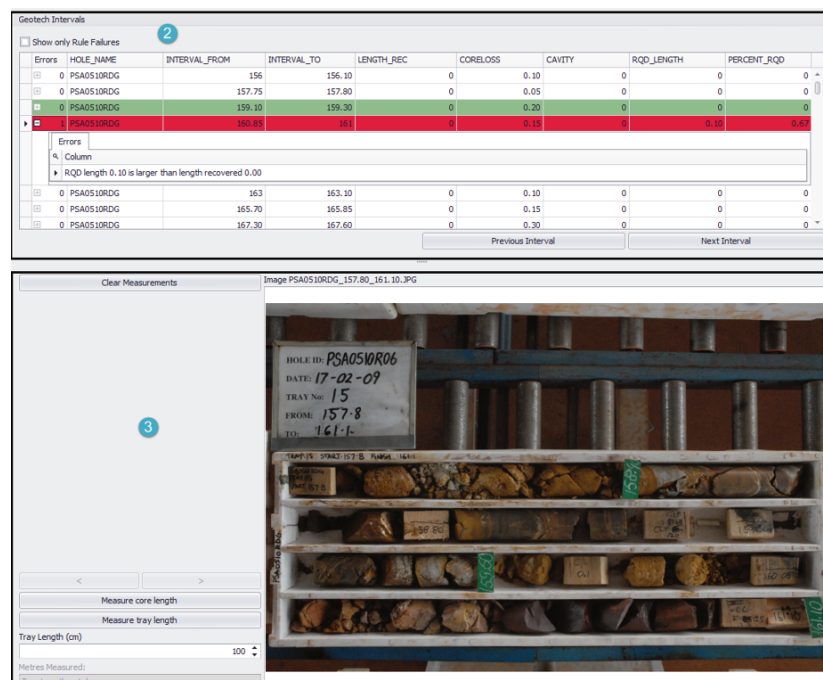 Geotech Intervals
Show only Rule Failures
2
Errors HOLE_NAME INTERVAL_FROM INTERVAL_TO LENGTH_REC CORELOSS CAVITY RQD_LENGTH PERCENT_RQD
0 PSA0510RDG 156 156.10 0 0.10 0 0 0
0 PSA0510RDG 157.75 157.80 0 0.05 0 0 0
0 PSA0510RDG 159.10 159.30 0 0.20 0 0 0
1 PSA0510RDG 160.85 161 0 0.15 0 0.10 0.67
Errors
Column
RQD length 0.10 is larger than length recovered 0.00
0 PSA0510RDG 163 163.10 0 0.10 0 0 0
0 PSA0510RDG 165.70 165.85 0 0.15 0 0 0
0 PSA0510RDG 167.30 167.60 0 0.30 0 0 0
Previous Interval Next Interval
Clear Measurements
Image PSA0510RDG_157.80_161.10.JPG
3
HOLE ID: PSA0510RDG
DATE: 17-02-09
TRAY No: 15
FROM: 157.8
TO: 161.1
158.80
159.60
161.10
< >
Measure core length
Measure tray length
Tray Length (cm)
100
Metres Measured: